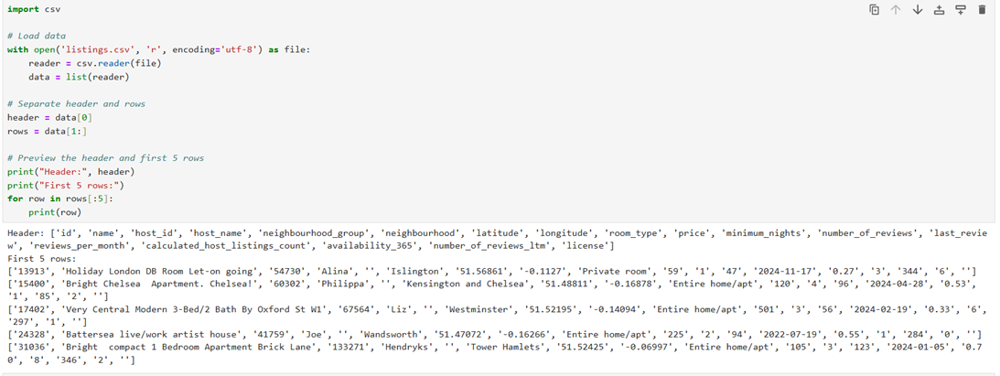 import csv
# Load data
with open('listings.csv', 'r', encoding='utf-8') as file:
    reader = csv.reader(file)
    data = list(reader)
# Separate header and rows
header = data[0]
rows = data[1:]
# Preview the header and first 5 rows
print("Header:", header)
print("First 5 rows:")
for row in rows[:5]:
    print(row)
Header: ['id', 'name', 'host_id', 'host_name', 'neighbourhood_group', 'neighbourhood', 'latitude', 'longitude', 'room_type', 'price', 'minimum_nights', 'number_of_reviews', 'last_revie
w', 'reviews_per_month', 'calculated_host_listings_count', 'availability_365', 'number_of_reviews_ltm', 'license']
First 5 rows:
['13913', 'Holiday London DB Room Let-on going', '54730', 'Alina', '', 'Islington', '51.56861', '-0.1127', 'Private room', '59', '1', '47', '2024-11-17', '0.27', '3', '344', '6', '']
['15400', 'Bright Chelsea  Apartment. Chelsea!', '60302', 'Philippa', '', 'Kensington and Chelsea', '51.48811', '-0.16878', 'Entire home/apt', '120', '4', '96', '2024-04-28', '0.53',
'1', '85', '2', '']
['17402', 'Very Central Modern 3-Bed/2 Bath By Oxford St W1', '67564', 'Liz', '', 'Westminster', '51.52195', '-0.14094', 'Entire home/apt', '501', '3', '56', '2024-02-19', '0.33', '6',
'297', '1', '']
['24328', 'Battersea live/work artist house', '41759', 'Joe', '', 'Wandsworth', '51.47072', '-0.16266', 'Entire home/apt', '225', '2', '94', '2022-07-19', '0.55', '1', '284', '0', '']
['31036', 'Bright  compact 1 Bedroom Apartment Brick Lane', '133271', 'Hendryks', '', 'Tower Hamlets', '51.52425', '-0.06997', 'Entire home/apt', '105', '3', '123', '2024-01-05', '0.7
0', '8', '346', '2', '']